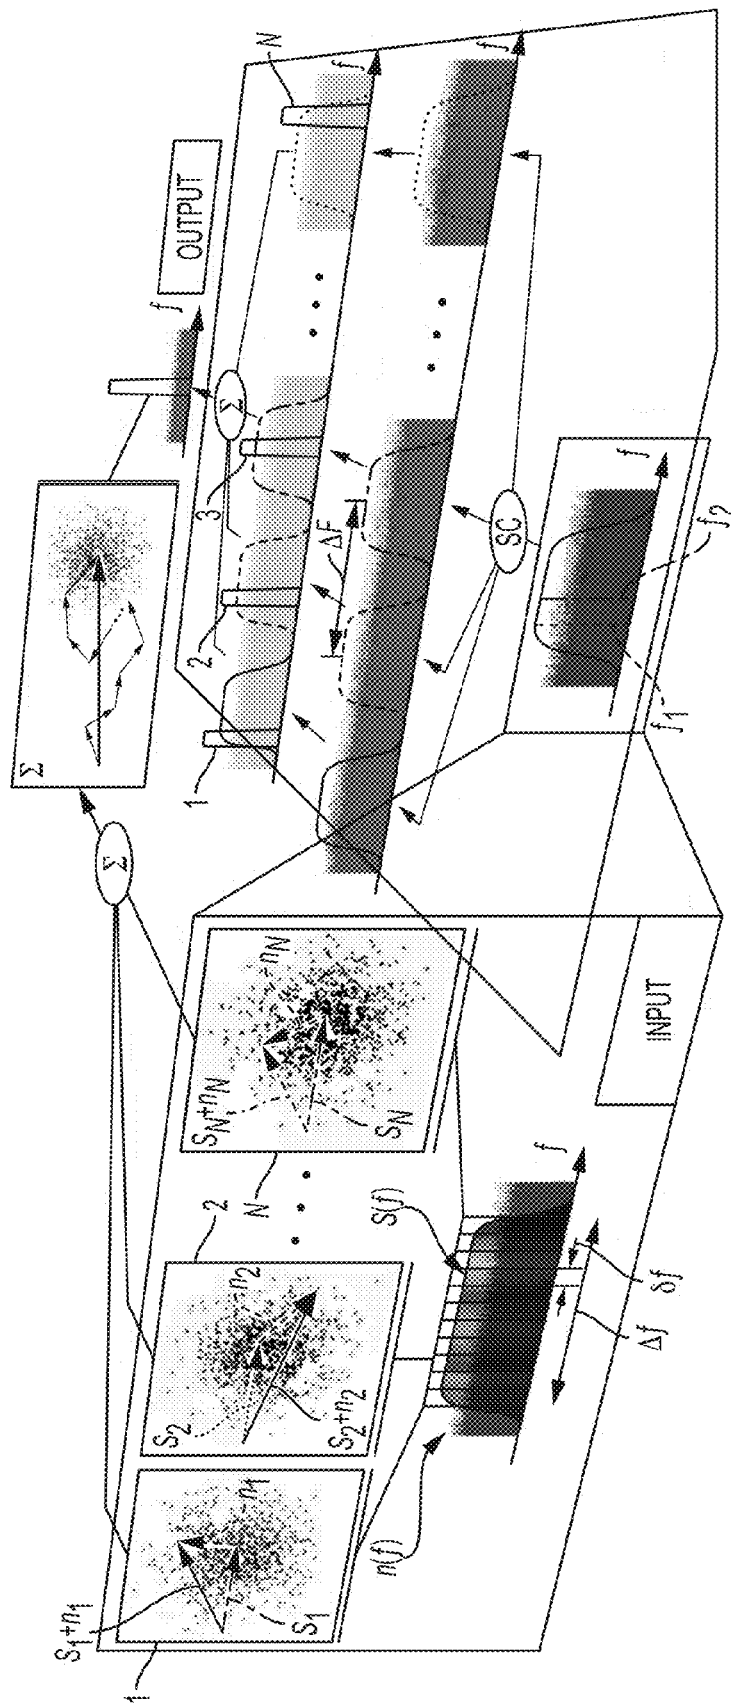 1
S1+n1
S1
n1
S2
n2
S2+n2
2
N
SN+nN
nN
SN
n(f)
S(f)
f
Δf
δf
INPUT
Σ
Σ
f
OUTPUT
1
2
3
Σ
N
f
ΔF
f
SC
f
f1
f2